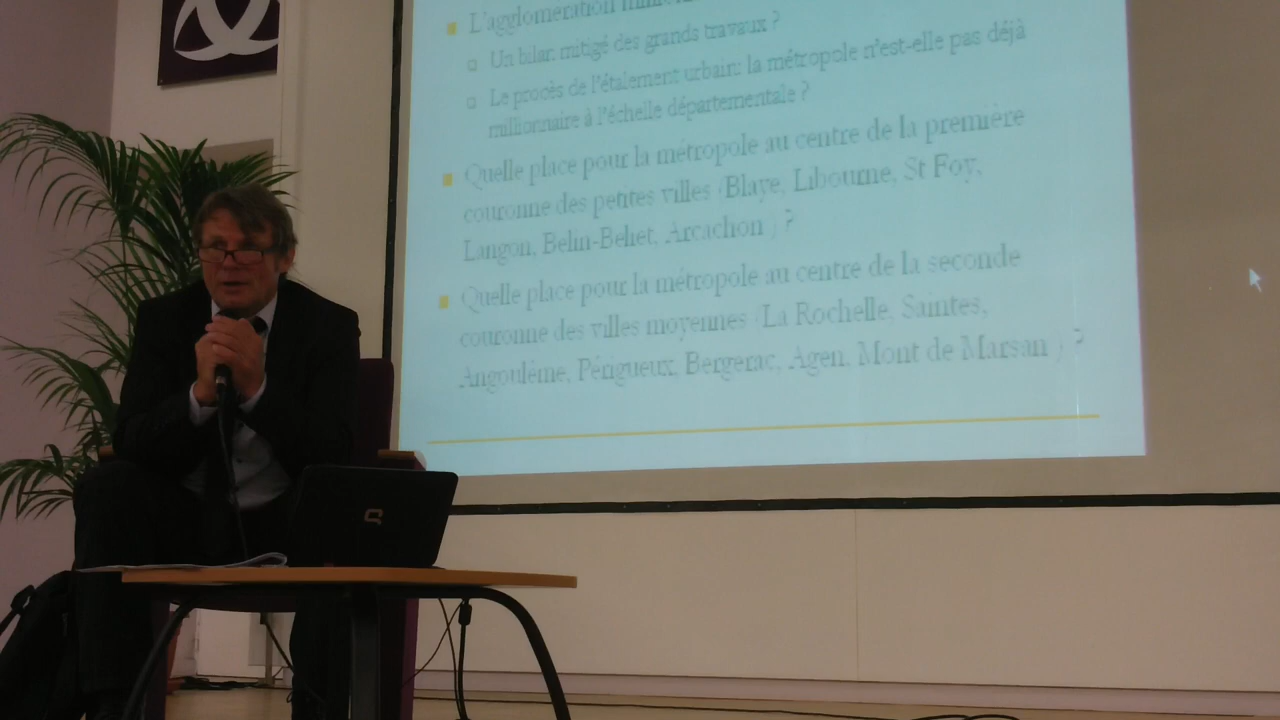 L'agglomération
Un bilan mitigé des grands travaux ?
Le procès de l'étalement urbain: la métropole n'est-elle pas déjà
millionnaire à l'échelle départementale ?
Quelle place pour la métropole au centre de la première
couronne des petites villes (Blaye, Libourne, St Foy,
Langon, Belin-Behet, Arcachon ) ?
Quelle place pour la métropole au centre de la seconde
couronne des villes moyennes (La Rochelle, Saintes,
Angoulême, Périgueux, Bergerac, Agen, Mont de Marsan ) ?